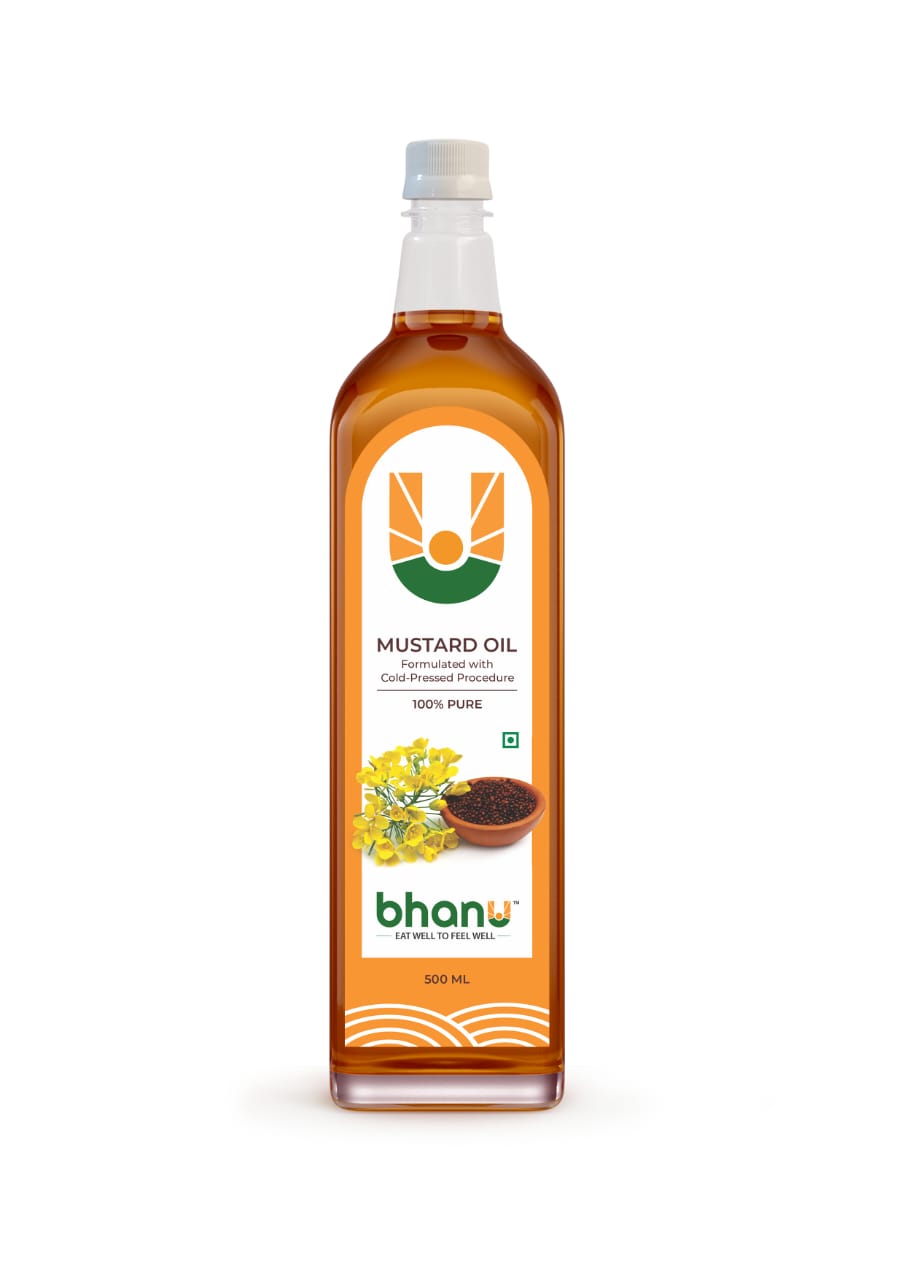 MUSTARD OIL
Formulated with
Cold-Pressed Procedure
100% PURE
bhanu™
EAT WELL TO FEEL WELL
500 ML